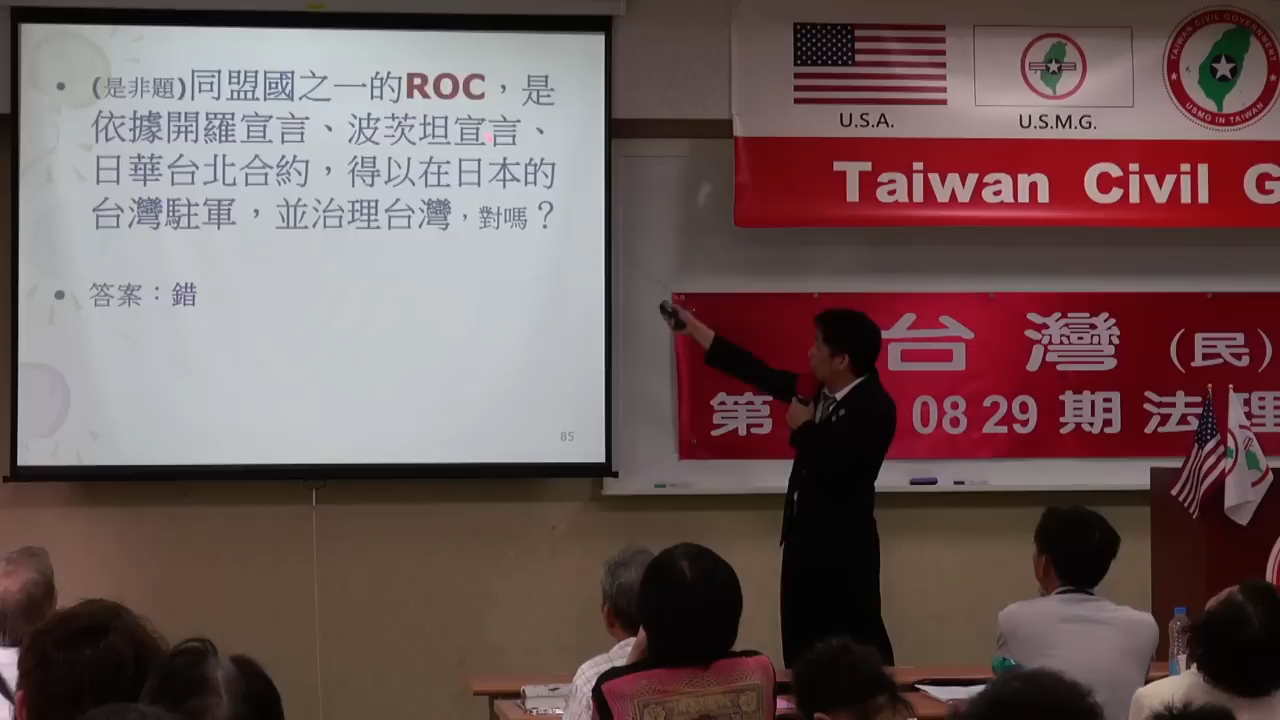 • (是非題)同盟國之一的ROC，是
依據開羅宣言、波茨坦宣言、
日華台北合約，得以在日本的
台灣駐軍，並治理台灣，對嗎？
• 答案：錯
85
U.S.A.
U.S.M.G.
TAIWAN CIVIL GOVERNMENT
USMG IN TAIWAN
Taiwan Civil G
台灣（民）
第 08 29 期 法 理